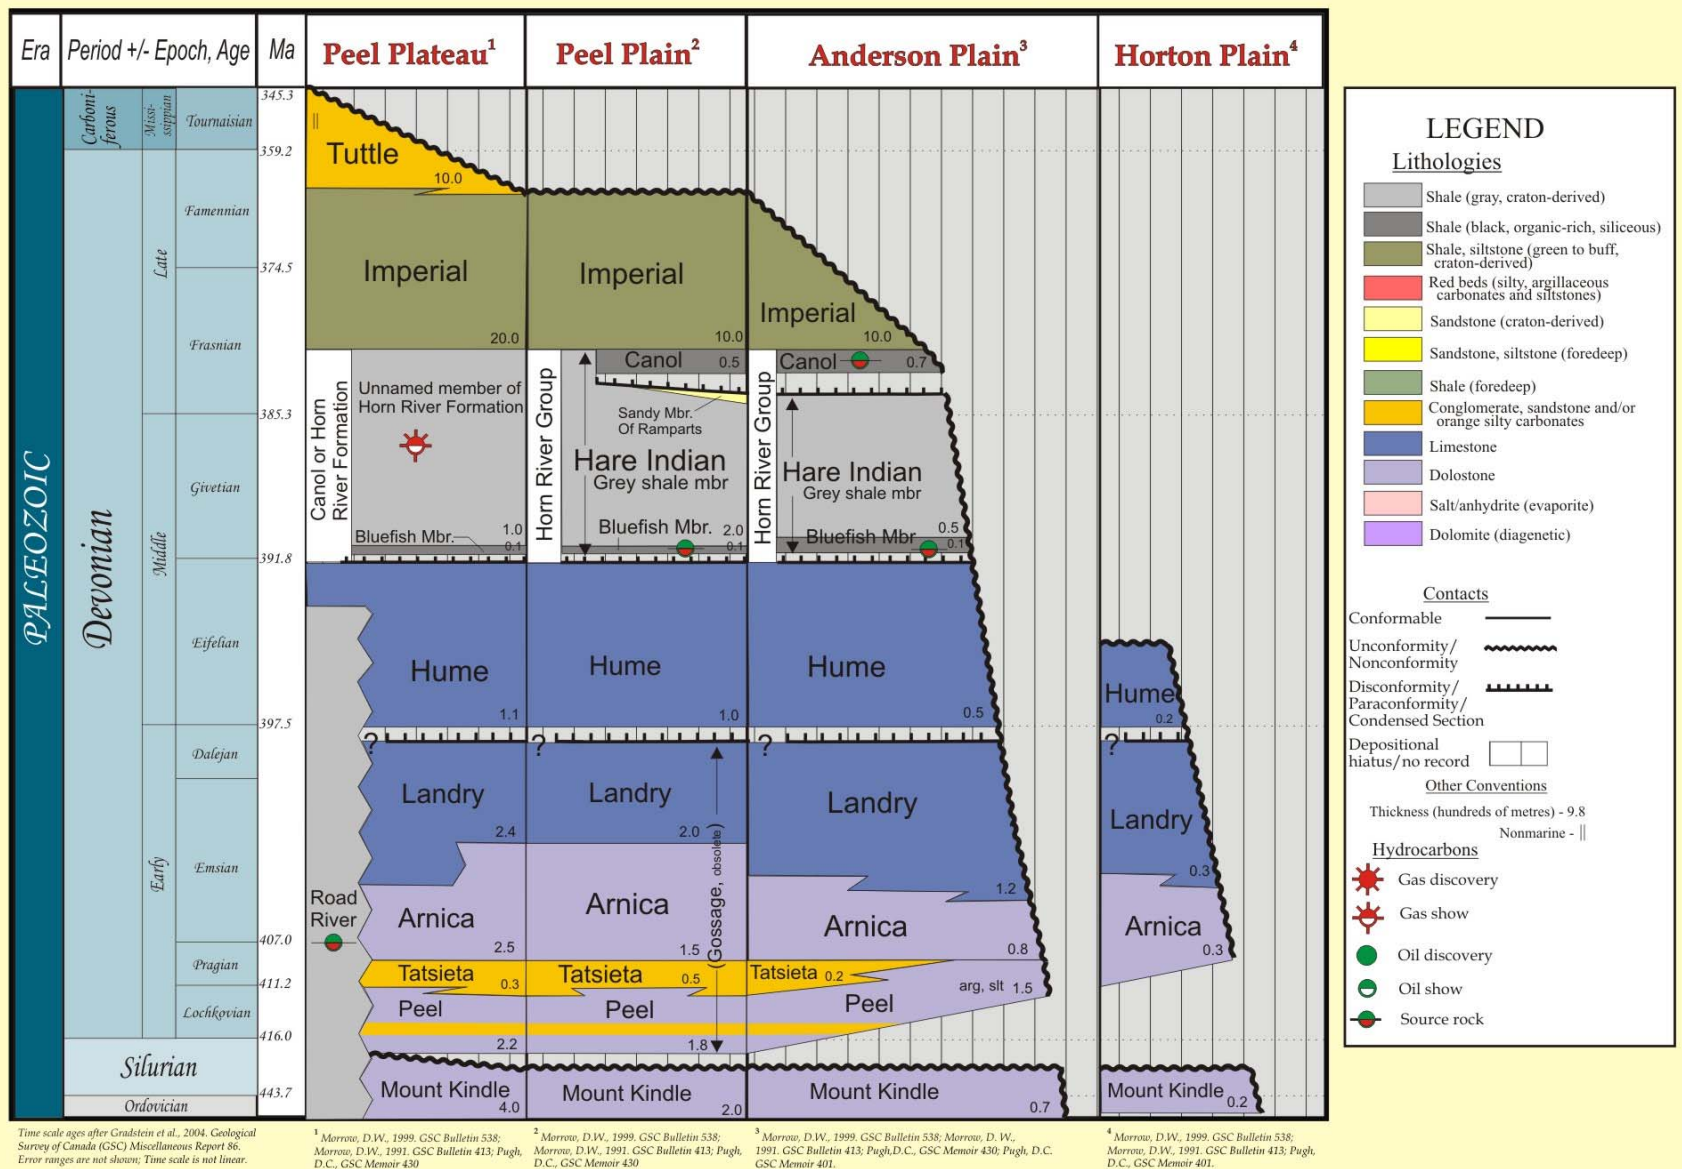 Era
Period +/- Epoch, Age
Ma
Peel Plateau¹
Peel Plain²
Anderson Plain³
Horton Plain⁴
PALEOZOIC
Carboni-
ferous
Missi-
ssippian
Tournaisian
Devonian
Late
Famennian
Frasnian
Middle
Givetian
Eifelian
Early
Dalejan
Emsian
Pragian
Lochkovian
Silurian
Ordovician
345.3
359.2
374.5
385.3
391.8
397.5
407.0
411.2
416.0
443.7
||
Tuttle
10.0
Imperial
20.0
Canol or Horn
River Formation
Unnamed member of
Horn River Formation
1.0
Bluefish Mbr.
0.1
Hume
1.1
?
Landry
2.4
Road
River
Arnica
2.5
Tatsieta
0.3
Peel
2.2
Mount Kindle
4.0
Imperial
10.0
Horn River Group
Canol
0.5
Sandy Mbr.
Of Ramparts
Hare Indian
Grey shale mbr
Bluefish Mbr.
2.0
0.1
Hume
1.0
?
Landry
2.0
(Gossage, obsolete)
Arnica
1.5
Tatsieta
0.5
Peel
1.8
Mount Kindle
2.0
Imperial
10.0
Horn River Group
Canol
0.7
Hare Indian
Grey shale mbr
0.5
Bluefish Mbr
0.1
Hume
0.5
?
Landry
1.2
Arnica
0.8
Tatsieta 0.2
arg, slt 1.5
Peel
Mount Kindle
0.7
Hume
0.2
?
Landry
0.3
Arnica
0.3
Mount Kindle
0.2
LEGEND
Lithologies
Shale (gray, craton-derived)
Shale (black, organic-rich, siliceous)
Shale, siltstone (green to buff,
craton-derived)
Red beds (silty, argillaceous
carbonates and siltstones)
Sandstone (craton-derived)
Sandstone, siltstone (foredeep)
Shale (foredeep)
Conglomerate, sandstone and/or
orange silty carbonates
Limestone
Dolostone
Salt/anhydrite (evaporite)
Dolomite (diagenetic)
Contacts
Conformable
Unconformity/
Nonconformity
Disconformity/
Paraconformity/
Condensed Section
Depositional
hiatus/no record
Other Conventions
Thickness (hundreds of metres) - 9.8
Nonmarine - ||
Hydrocarbons
Gas discovery
Gas show
Oil discovery
Oil show
Source rock
Time scale ages after Gradstein et al., 2004. Geological
Survey of Canada (GSC) Miscellaneous Report 86.
Error ranges are not shown; Time scale is not linear.
¹ Morrow, D.W., 1999. GSC Bulletin 538;
Morrow, D.W., 1991. GSC Bulletin 413; Pugh,
D.C., GSC Memoir 430
² Morrow, D.W., 1999. GSC Bulletin 538;
Morrow, D.W., 1991. GSC Bulletin 413; Pugh,
D.C., GSC Memoir 430
³ Morrow, D.W., 1999. GSC Bulletin 538; Morrow, D. W.,
1991. GSC Bulletin 413; Pugh,D.C., GSC Memoir 430; Pugh, D.C.
GSC Memoir 401.
⁴ Morrow, D.W., 1999. GSC Bulletin 538;
Morrow, D.W., 1991. GSC Bulletin 413; Pugh,
D.C., GSC Memoir 401.